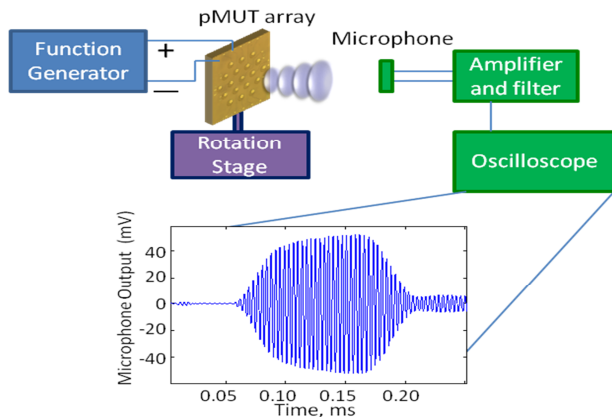 pMUT array
Function
Generator
+
—
Microphone
Amplifier
and filter
Rotation
Stage
Oscilloscope
Microphone Output (mV)
40
20
0
-20
-40
0.05 0.10 0.15 0.20
Time, ms